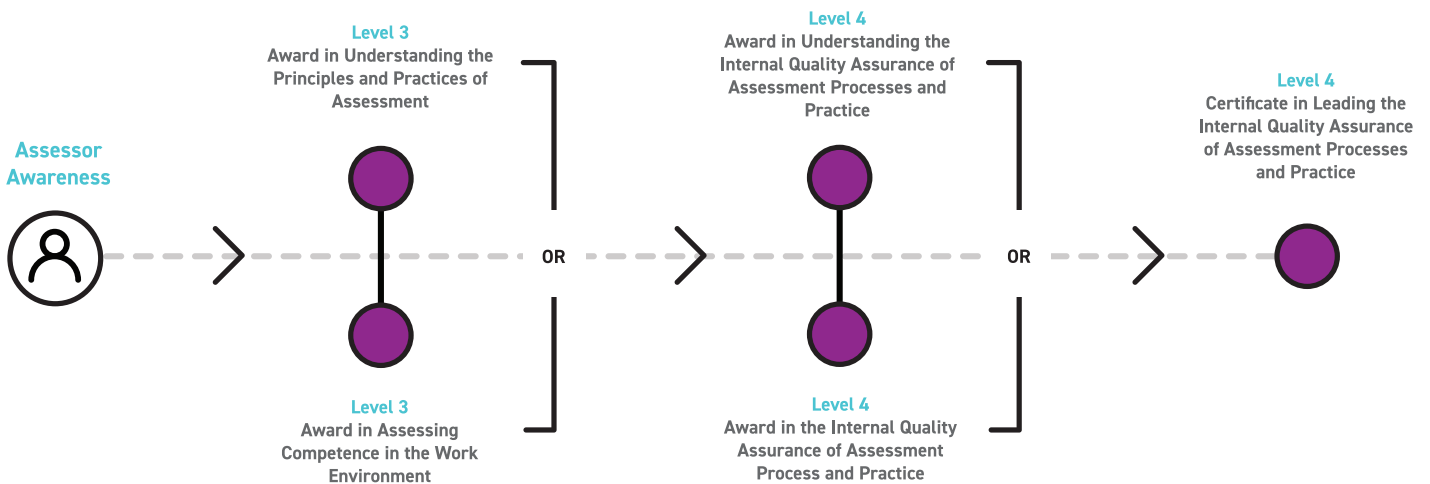 Assessor
Awareness
Level 3
Award in Understanding the
Principles and Practices of
Assessment
Level 3
Award in Assessing
Competence in the Work
Environment
OR
Level 4
Award in Understanding the
Internal Quality Assurance of
Assessment Processes and
Practice
Level 4
Award in the Internal Quality
Assurance of Assessment
Process and Practice
OR
Level 4
Certificate in Leading the
Internal Quality Assurance
of Assessment Processes
and Practice